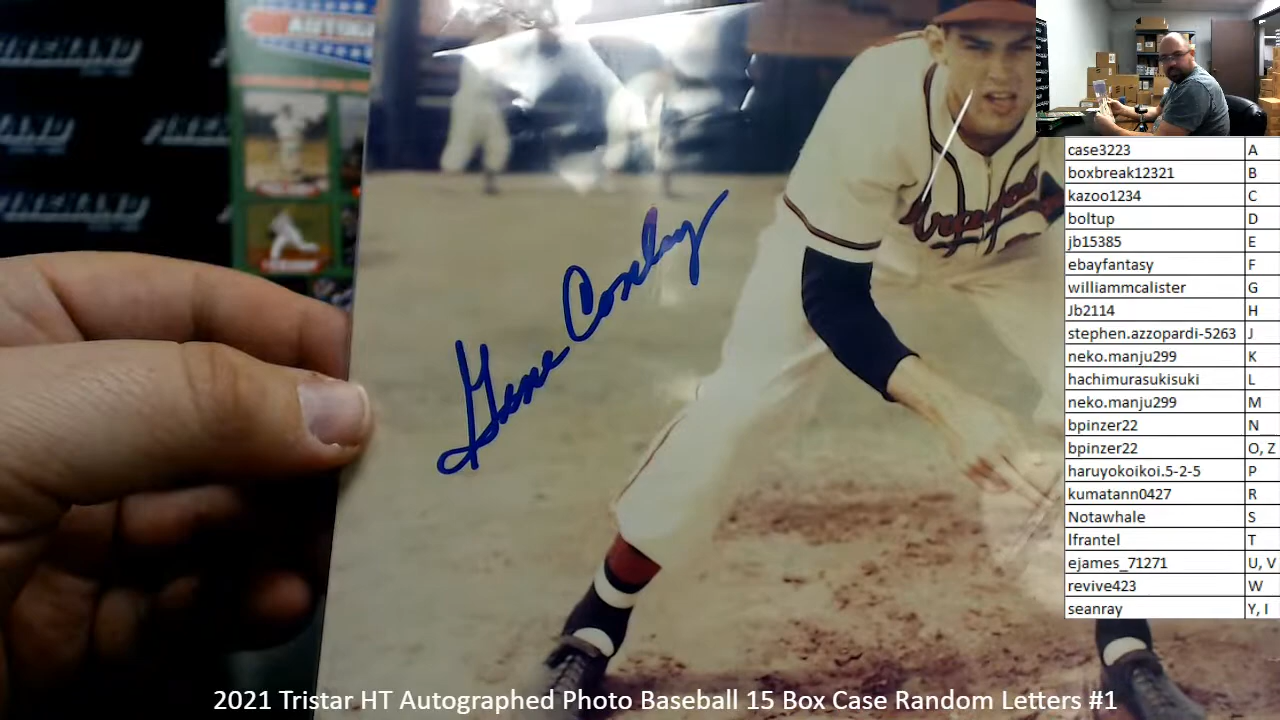 FIREHAND
Gene Conley
Braves
case3223 A
boxbreak12321 B
kazoo1234 C
boltup D
jb15385 E
ebayfantasy F
williammcalister G
Jb2114 H
stephen.azzopardi-5263 J
neko.manju299 K
hachimurasukisuki L
neko.manju299 M
bpinzer22 N
bpinzer22 O, Z
haruyokoikoi.5-2-5 P
kumatann0427 R
Notawhale S
lfrantel T
ejames_71271 U, V
revive423 W
seanray Y, I
2021 Tristar HT Autographed Photo Baseball 15 Box Case Random Letters #1